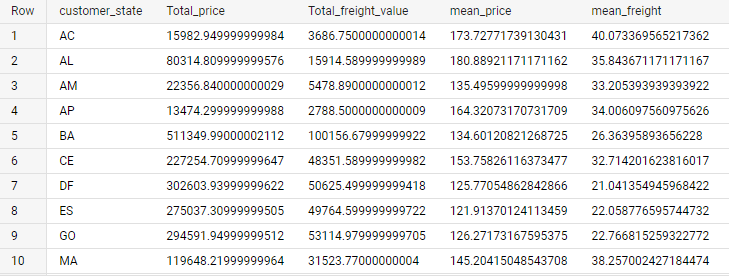 Row customer_state Total_price Total_freight_value mean_price mean_freight
1 AC 15982.949999999984 3686.7500000000014 173.72771739130431 40.073369565217362
2 AL 80314.809999999576 15914.589999999989 180.88921171171162 35.843671171171167
3 AM 22356.840000000029 5478.8900000000012 135.49599999999998 33.205393939393922
4 AP 13474.299999999988 2788.5000000000009 164.32073170731709 34.006097560975626
5 BA 511349.99000002112 100156.67999999922 134.60120821268725 26.36395893656228
6 CE 227254.70999999647 48351.589999999982 153.75826116373477 32.714201623816017
7 DF 302603.93999999622 50625.499999999418 125.77054862842866 21.041354945968422
8 ES 275037.30999999505 49764.599999999722 121.91370124113459 22.058776595744732
9 GO 294591.94999999512 53114.979999999705 126.27173167595375 22.766815259322772
10 MA 119648.21999999964 31523.77000000004 145.20415048543708 38.257002427184474